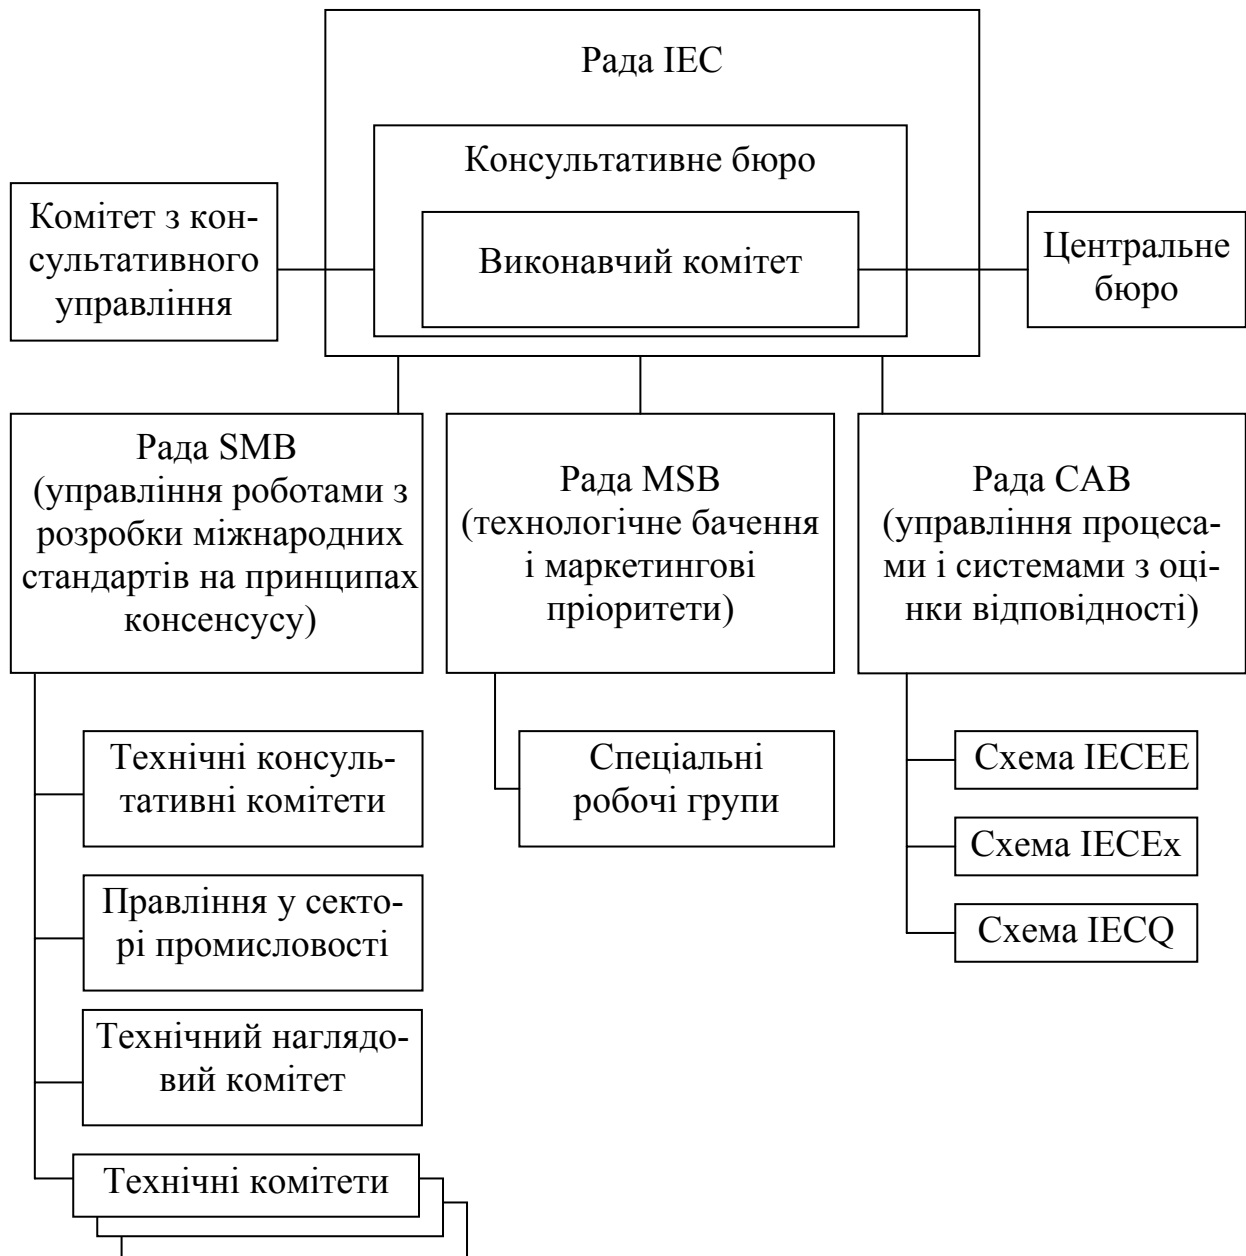 Рада IEC
Консультативне бюро
Комітет з кон-
сультативного
управління
Виконавчий комітет
Центральне
бюро
Рада SMB
(управління роботами з
розробки міжнародних
стандартів на принципах
консенсусу)
Рада MSB
(технологічне бачення
і маркетингові
пріоритети)
Рада CAB
(управління процеса-
ми і системами з оці-
нки відповідності)
Технічні консуль-
тативні комітети
Правління у секто-
рі промисловості
Технічний наглядо-
вий комітет
Технічні комітети
Спеціальні
робочі групи
Схема IECEE
Схема IECEx
Схема IECQ